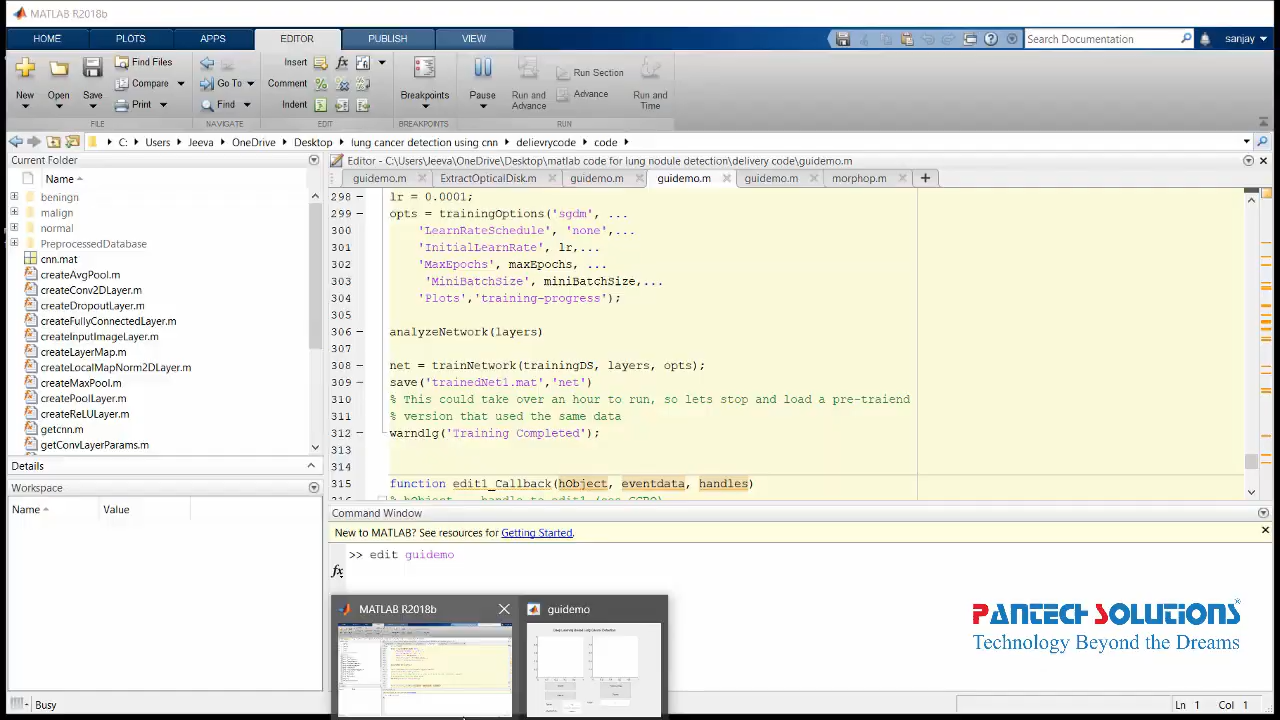 MATLAB R2018b
HOME PLOTS APPS EDITOR PUBLISH VIEW Search Documentation sanjay
New Open Save Find Files Compare Print Go To Find Insert Comment Indent Breakpoints Pause Run and Advance Run Section Advance Run and Time
FILE NAVIGATE EDIT BREAKPOINTS RUN
C: Users Jeeva OneDrive Desktop lung cancer detection using cnn delievrycode code
Current Folder
Name
beningn
malign
normal
PreprocessedDatabase
cnn.mat
createAvgPool.m
createConv2DLayer.m
createDropoutLayer.m
createFullyConnectedLayer.m
createInputImageLayer.m
createLayerMap.m
createLocalMapNorm2DLayer.m
createMaxPool.m
createPoolLayer.m
createReLULayer.m
getcnn.m
getConvLayerParams.m
Details
Workspace
Name Value
Editor - C:\Users\Jeeva\OneDrive\Desktop\matlab code for lung nodule detection\delivery code\guidemo.m
guidemo.m ExtractOpticalDisk.m guidemo.m guidemo.m guidemo.m morphop.m
298 lr = 0.0001;
299 opts = trainingOptions('sgdm', ...
300 'LearnRateSchedule', 'none',...
301 'InitialLearnRate', lr,...
302 'MaxEpochs', maxEpochs, ...
303 'MiniBatchSize', miniBatchSize,...
304 'Plots','training-progress');
305
306 analyzeNetwork(layers)
307
308 net = trainNetwork(trainingDS, layers, opts);
309 save('trainedNet1.mat','net')
310 % This could take over an hour to run, so lets stop and load a pre-traiend
311 % version that used the same data
312 warndlg('Training Completed');
313
314
315 function edit1_Callback(hObject, eventdata, handles)
Command Window
New to MATLAB? See resources for Getting Started.
>> edit guidemo
fx
MATLAB R2018b guidemo
PANTECH SOLUTIONS
Technology Beyond the Dreams
Busy
Ln 1 Col 1